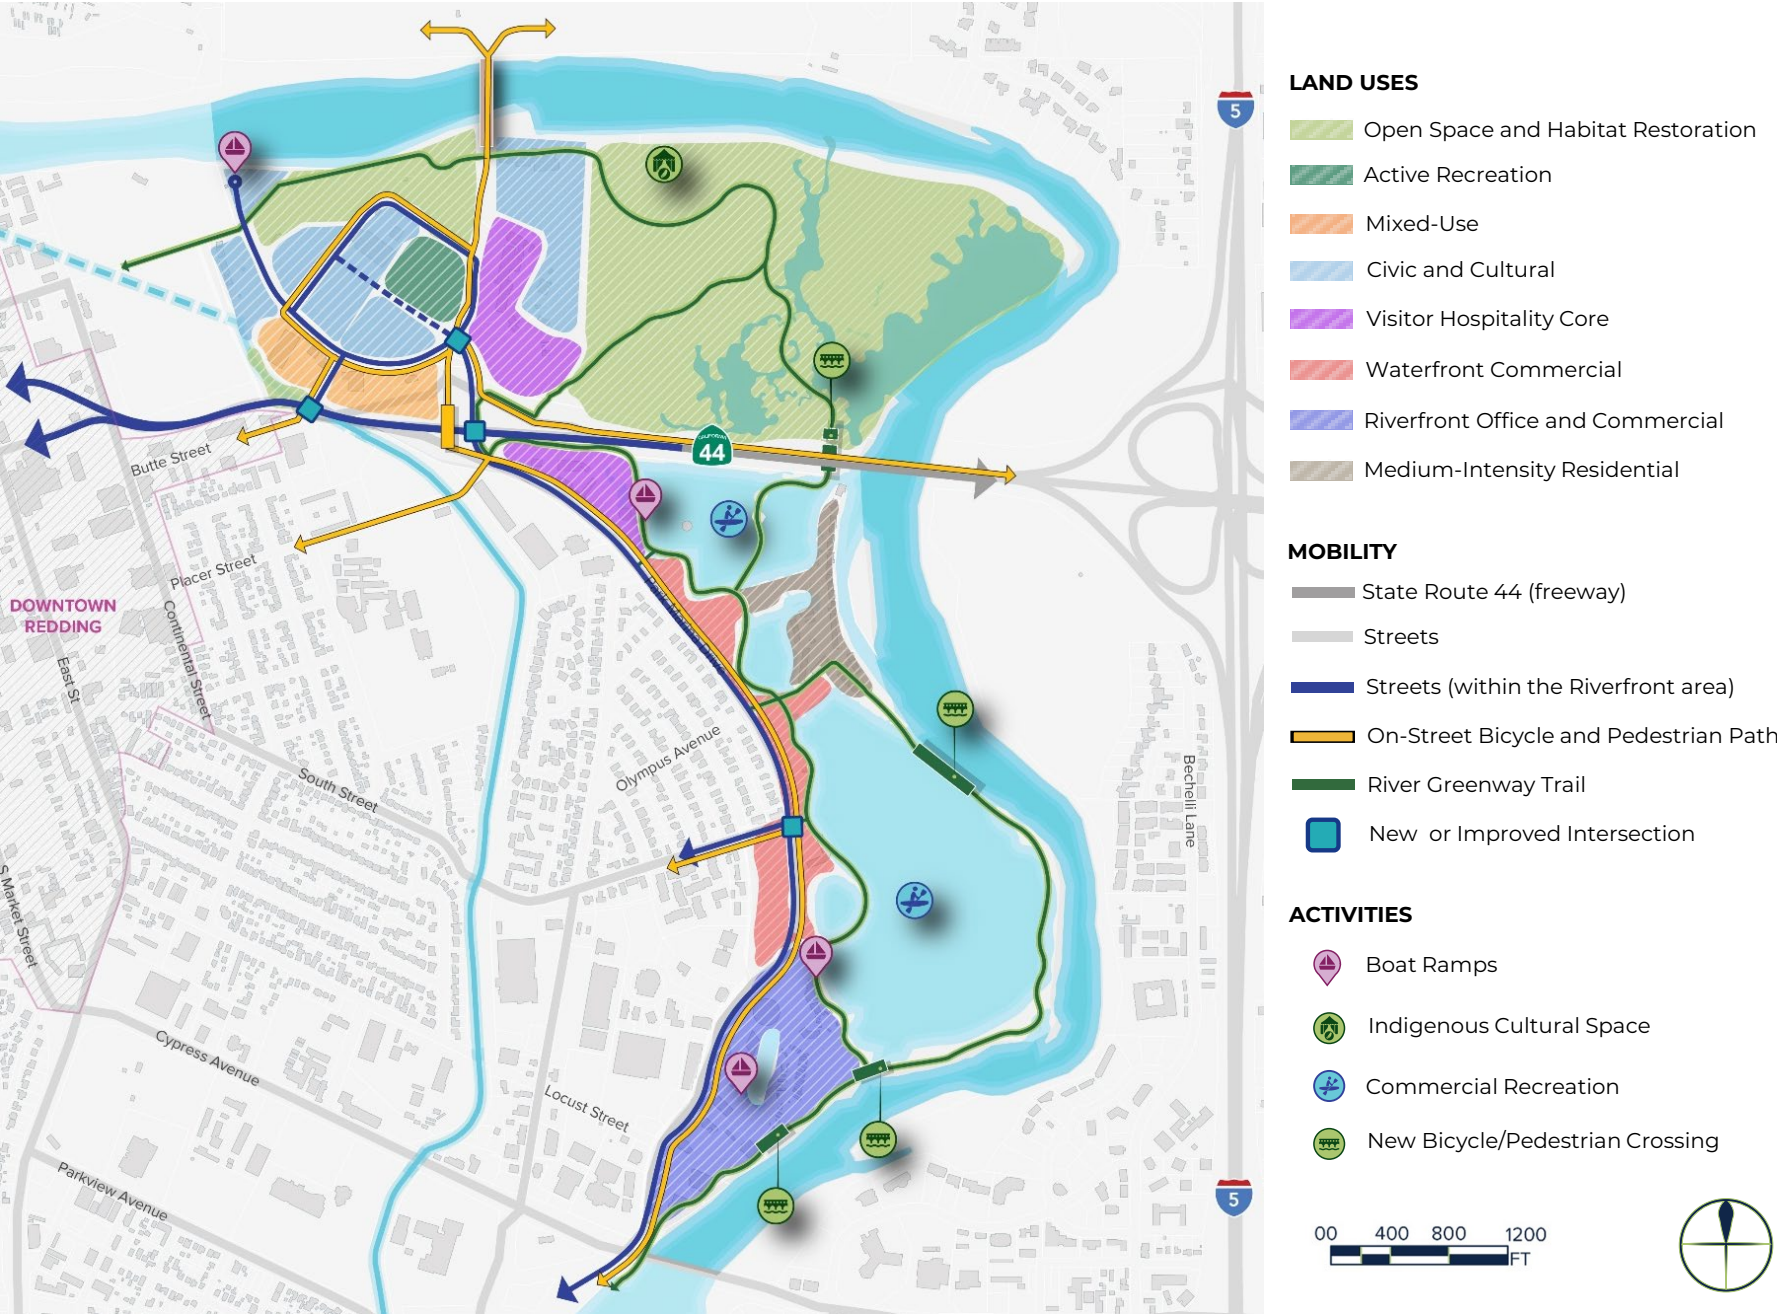 5
CALIFORNIA
44
Butte Street
Placer Street
DOWNTOWN
REDDING
Continental Street
East St
Park Marina Drive
Olympus Avenue
South Street
S Market Street
Cypress Avenue
Locust Street
Parkview Avenue
Bechelli Lane
5
LAND USES
Open Space and Habitat Restoration
Active Recreation
Mixed-Use
Civic and Cultural
Visitor Hospitality Core
Waterfront Commercial
Riverfront Office and Commercial
Medium-Intensity Residential
MOBILITY
State Route 44 (freeway)
Streets
Streets (within the Riverfront area)
On-Street Bicycle and Pedestrian Path
River Greenway Trail
New or Improved Intersection
ACTIVITIES
Boat Ramps
Indigenous Cultural Space
Commercial Recreation
New Bicycle/Pedestrian Crossing
00 400 800 1200
FT